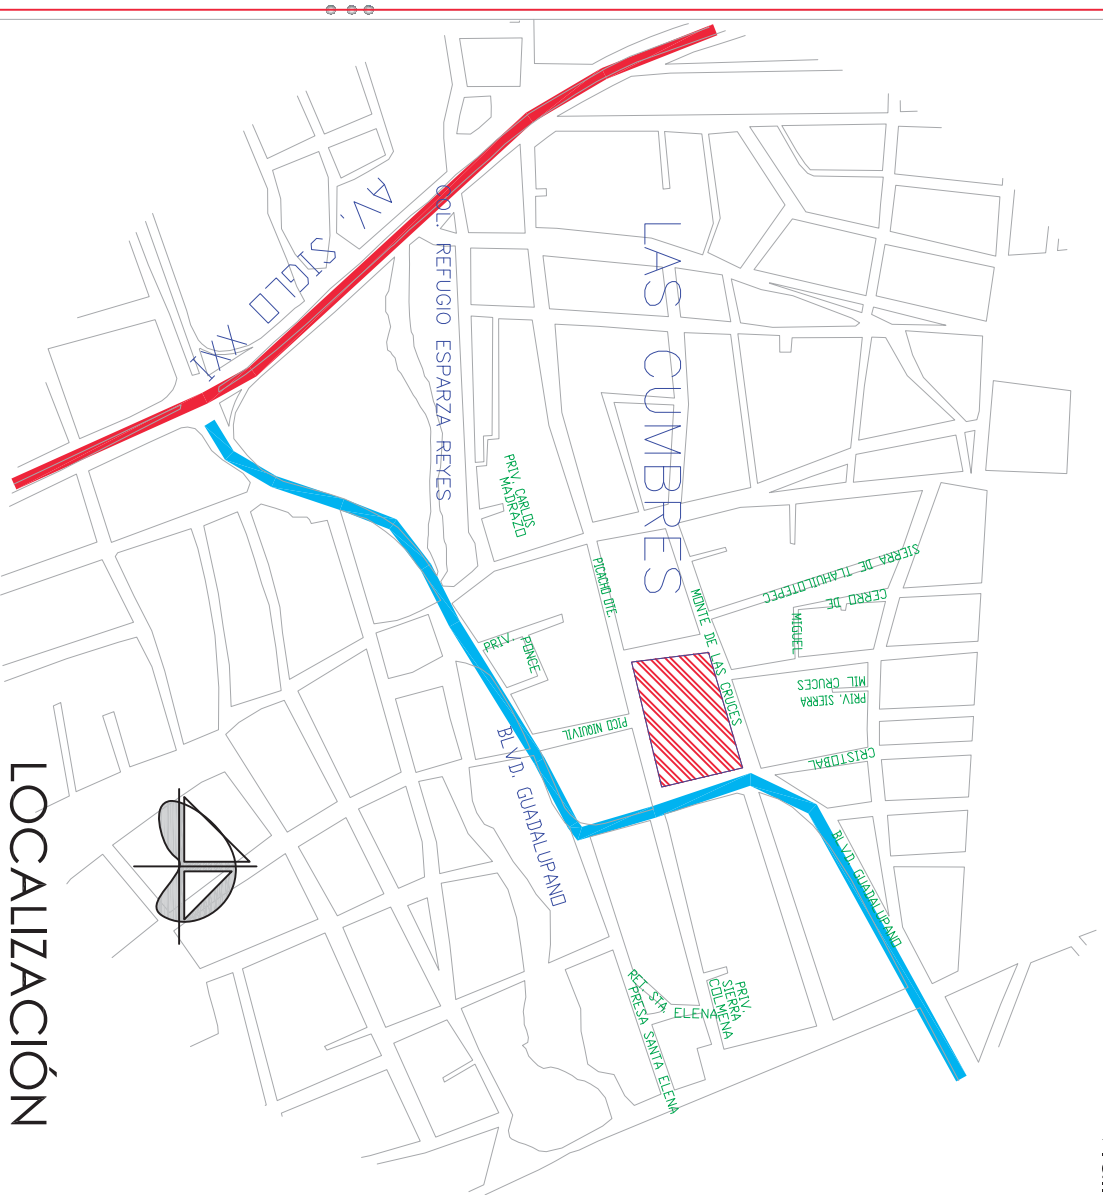 AV. SIGLO XXI
COL. REFUGIO ESPARZA REYES
LAS CUMBRES
PRIV. CARLOS
MADRAZO
PICACHO OTE.
MONTE DE LAS CRUCES
SIERRA DE TLAHUILOTEPEC
CERRO DE
MIGUEL
PRIV. SIERRA
MIL CRUCES
CRISTOBAL
PRIV. PONCE
PICO NIQUIVIL
BLVD. GUADALUPANO
BLVD. GUADALUPANO
RET. STA. ELENA
PRESA SANTA ELENA
PRIV.
SIERRA
COLMENA
LOCALIZACIÓN